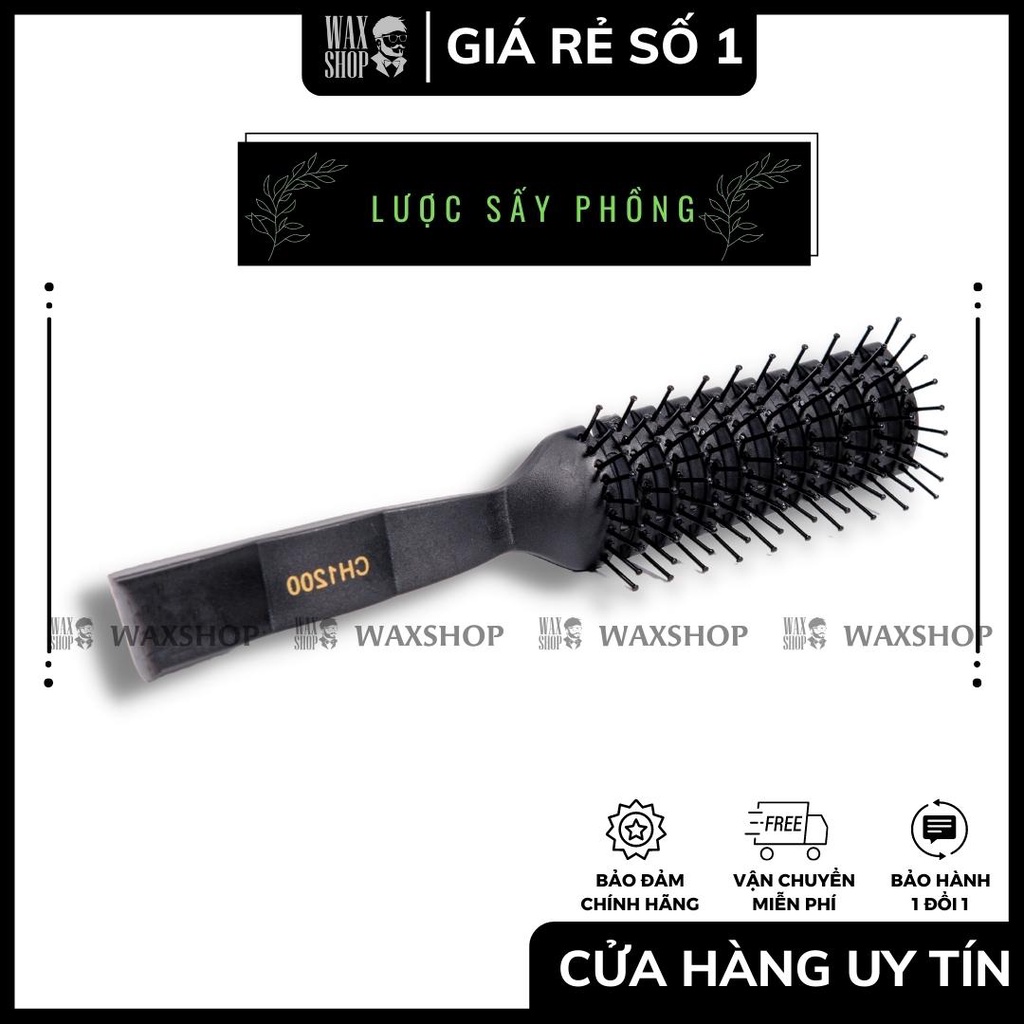 WAX
SHOP
GIÁ RẺ SỐ 1
LƯỢC SẤY PHỒNG
CH1200
WAX
SHOP
WAXSHOP
WAX
SHOP
WAXSHOP
WAX
SHOP
WAXSHOP
WAX
SHOP
WAXSHOP
FREE
BẢO ĐẢM
CHÍNH HÃNG
VẬN CHUYỂN
MIỄN PHÍ
BẢO HÀNH
1 ĐỔI 1
CỬA HÀNG UY TÍN